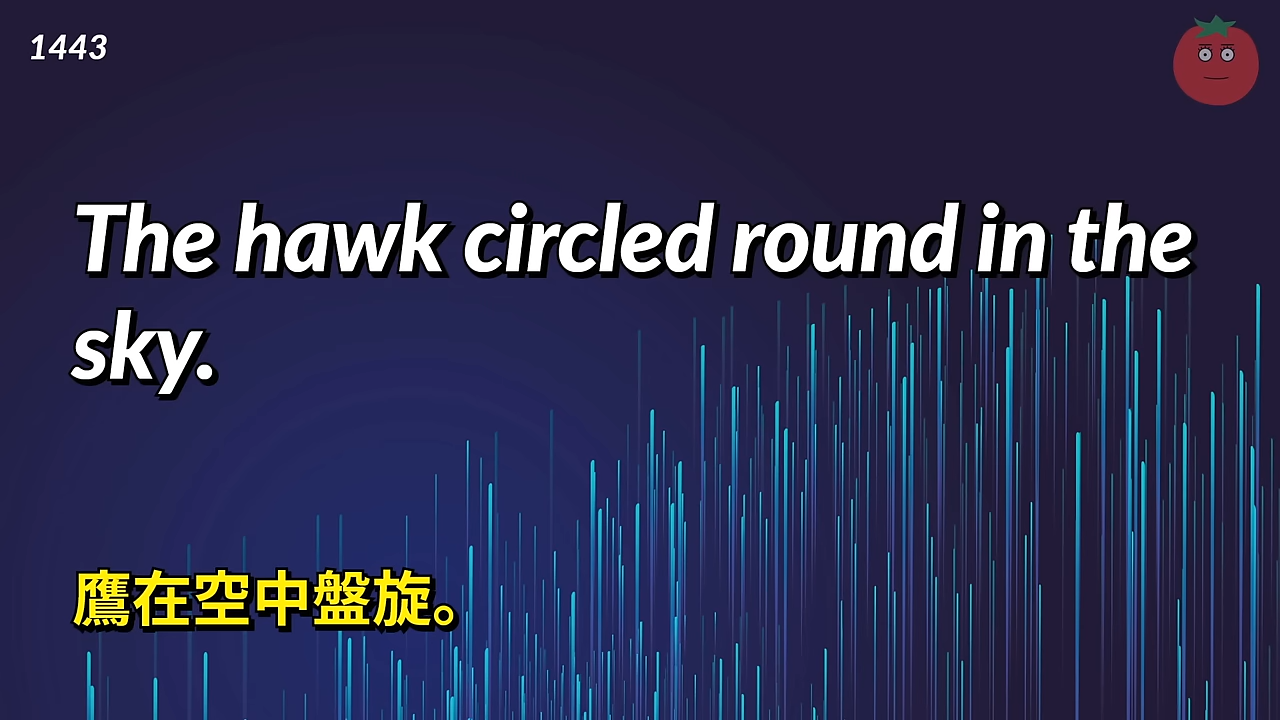 1443
The hawk circled round in the
sky.
鷹在空中盤旋。